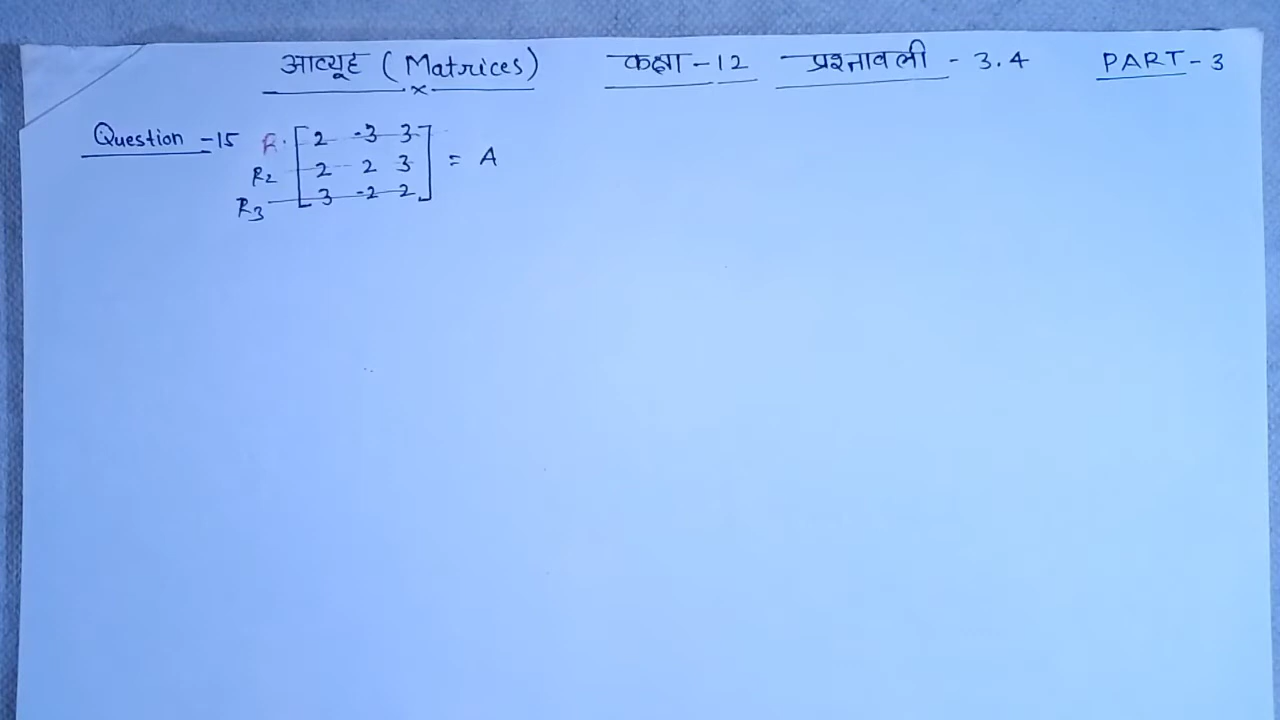 आव्यूह (Matrices) कक्षा-12 प्रश्नावली - 3.4 PART-3
Question -15 R. [ 2 -3 3 ]
R2 [ 2 2 3 ] = A
R3 [ 3 -2 2 ]